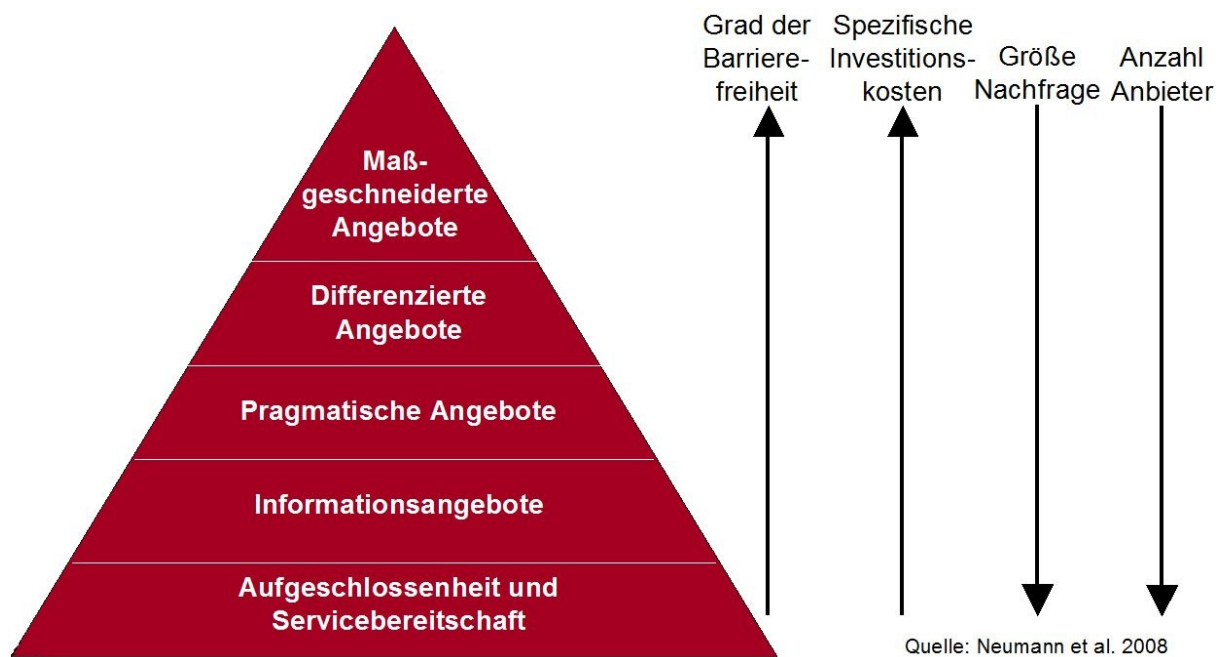 Maß-
geschneiderte
Angebote
Differenzierte
Angebote
Pragmatische Angebote
Informationsangebote
Aufgeschlossenheit und
Servicebereitschaft
Grad der
Barriere-
freiheit
Spezifische
Investitions-
kosten
Größe
Nachfrage
Anzahl
Anbieter
Quelle: Neumann et al. 2008